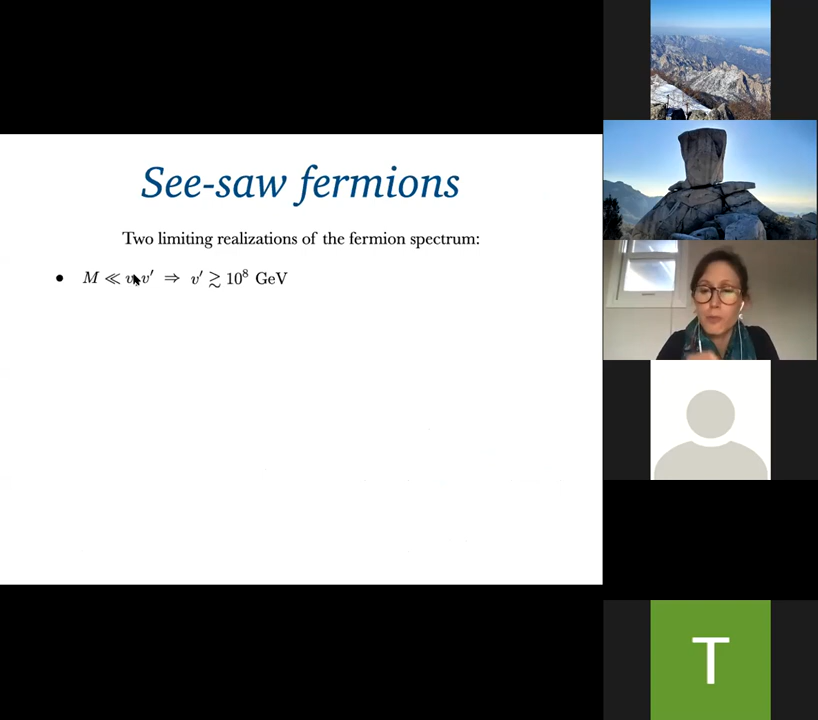 See-saw fermions
Two limiting realizations of the fermion spectrum:
• M ≪ v, v′ ⇒ v′ ≳ 10⁸ GeV
T